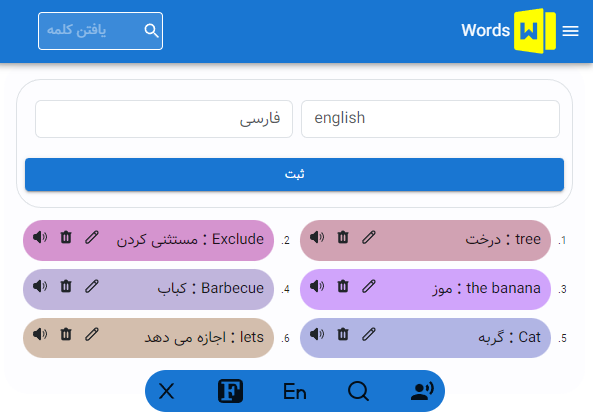 Words W یافتن کلمه
english فارسی
ثبت
1. tree : درخت
2. Exclude : مستثنی کردن
3. the banana : موز
4. Barbecue : کباب
5. Cat : گربه
6. lets : اجازه می دهد
En F X